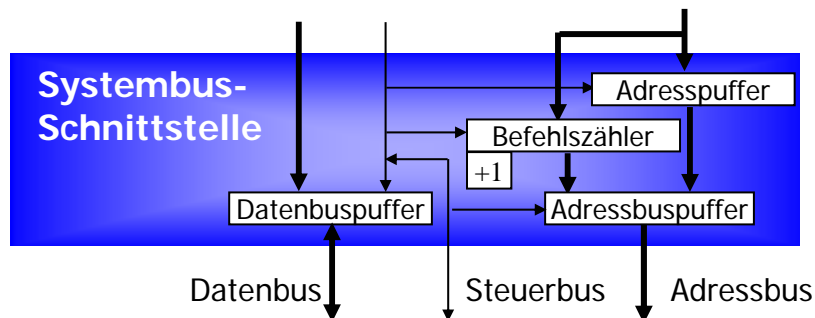 Systembus-
Schnittstelle
Adresspuffer
Befehlszähler
+1
Datenbuspuffer
Adressbuspuffer
Datenbus
Steuerbus
Adressbus